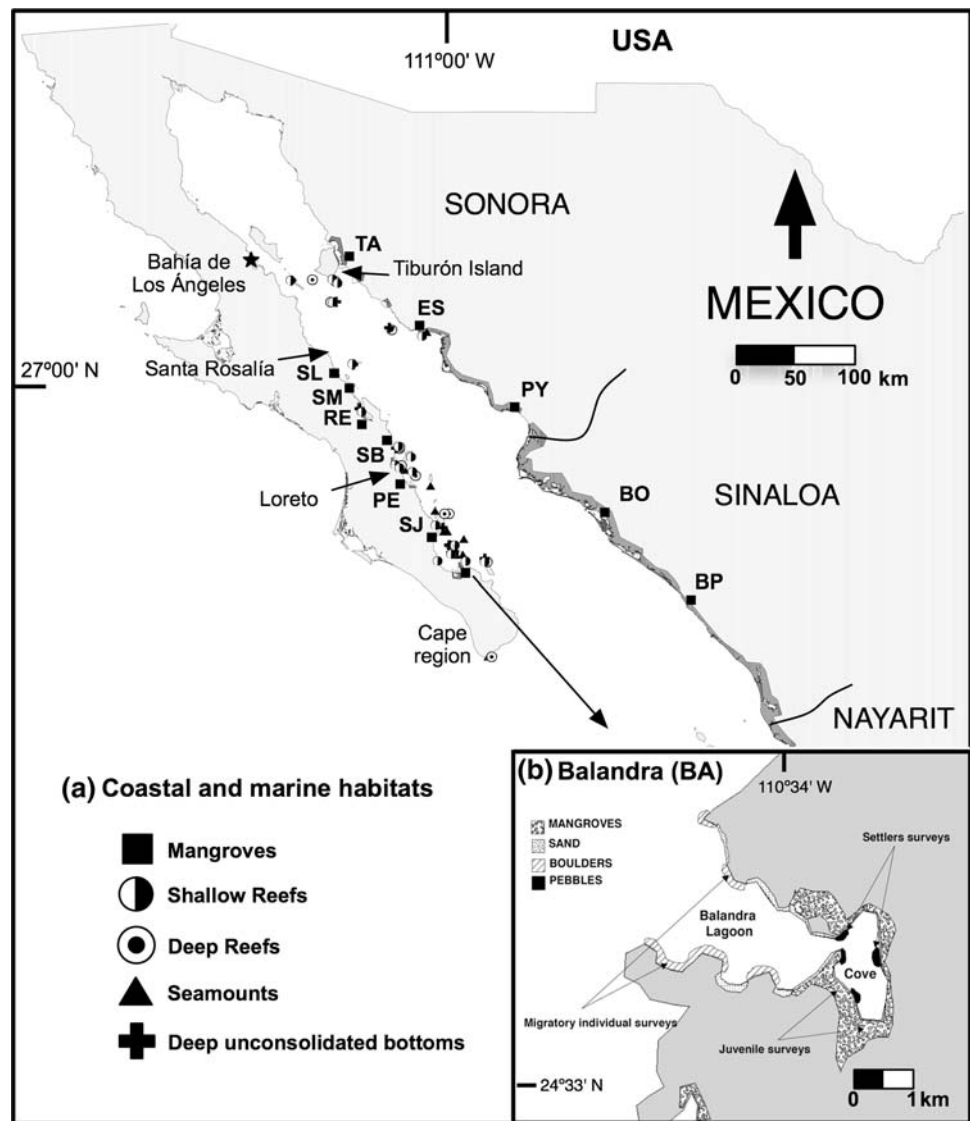 111º00' W
USA
SONORA
TA
Bahía de
Los Ángeles
Tiburón Island
ES
MEXICO
0 50 100 km
Santa Rosalía
27º00' N
SL
SM
PY
RE
SB
SINALOA
Loreto
PE
BO
SJ
BP
Cape
region
NAYARIT
(a) Coastal and marine habitats
Mangroves
Shallow Reefs
Deep Reefs
Seamounts
Deep unconsolidated bottoms
(b) Balandra (BA)
110º34' W
MANGROVES
SAND
BOULDERS
PEBBLES
Settlers surveys
Balandra
Lagoon
Cove
Migratory individual surveys
Juvenile surveys
24º33' N
0 1 km